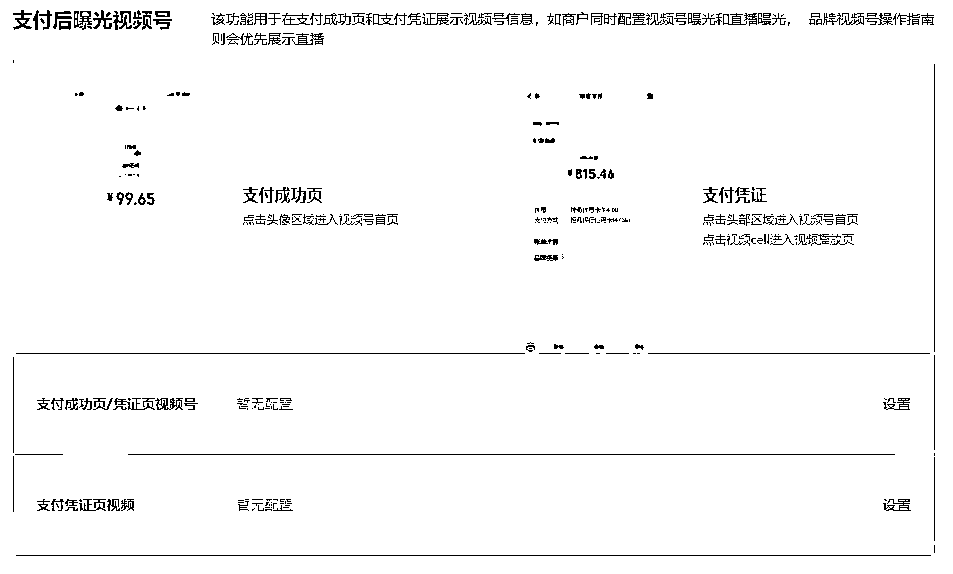 支付后曝光视频号
该功能用于在支付成功页和支付凭证展示视频号信息，如商户同时配置视频号曝光和直播曝光， 品牌视频号操作指南
则会优先展示直播
¥99.65
支付成功页
点击头像区域进入视频号首页
¥815.46
支付方式
支付凭证
点击头部区域进入视频号首页
点击视频cell进入视频播放页
支付成功页/凭证页视频号 暂无配置 设置
支付凭证页视频 暂无配置 设置